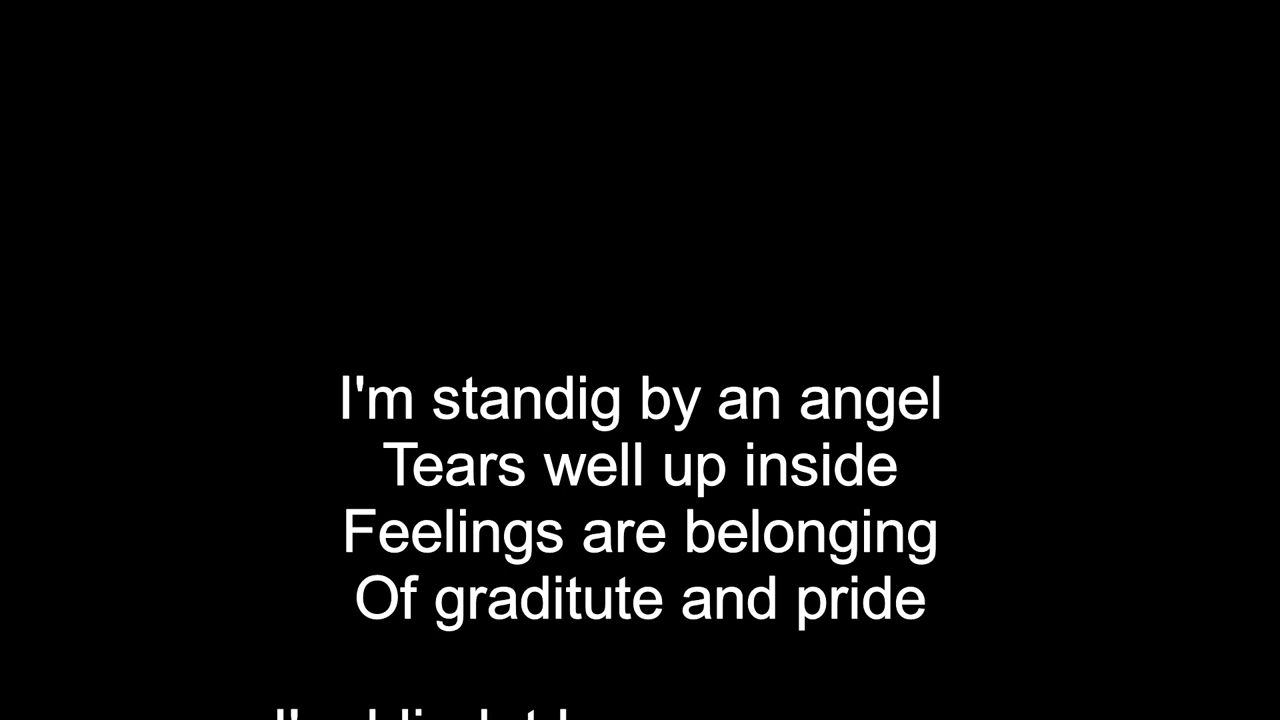 I'm standig by an angel
Tears well up inside
Feelings are belonging
Of graditute and pride